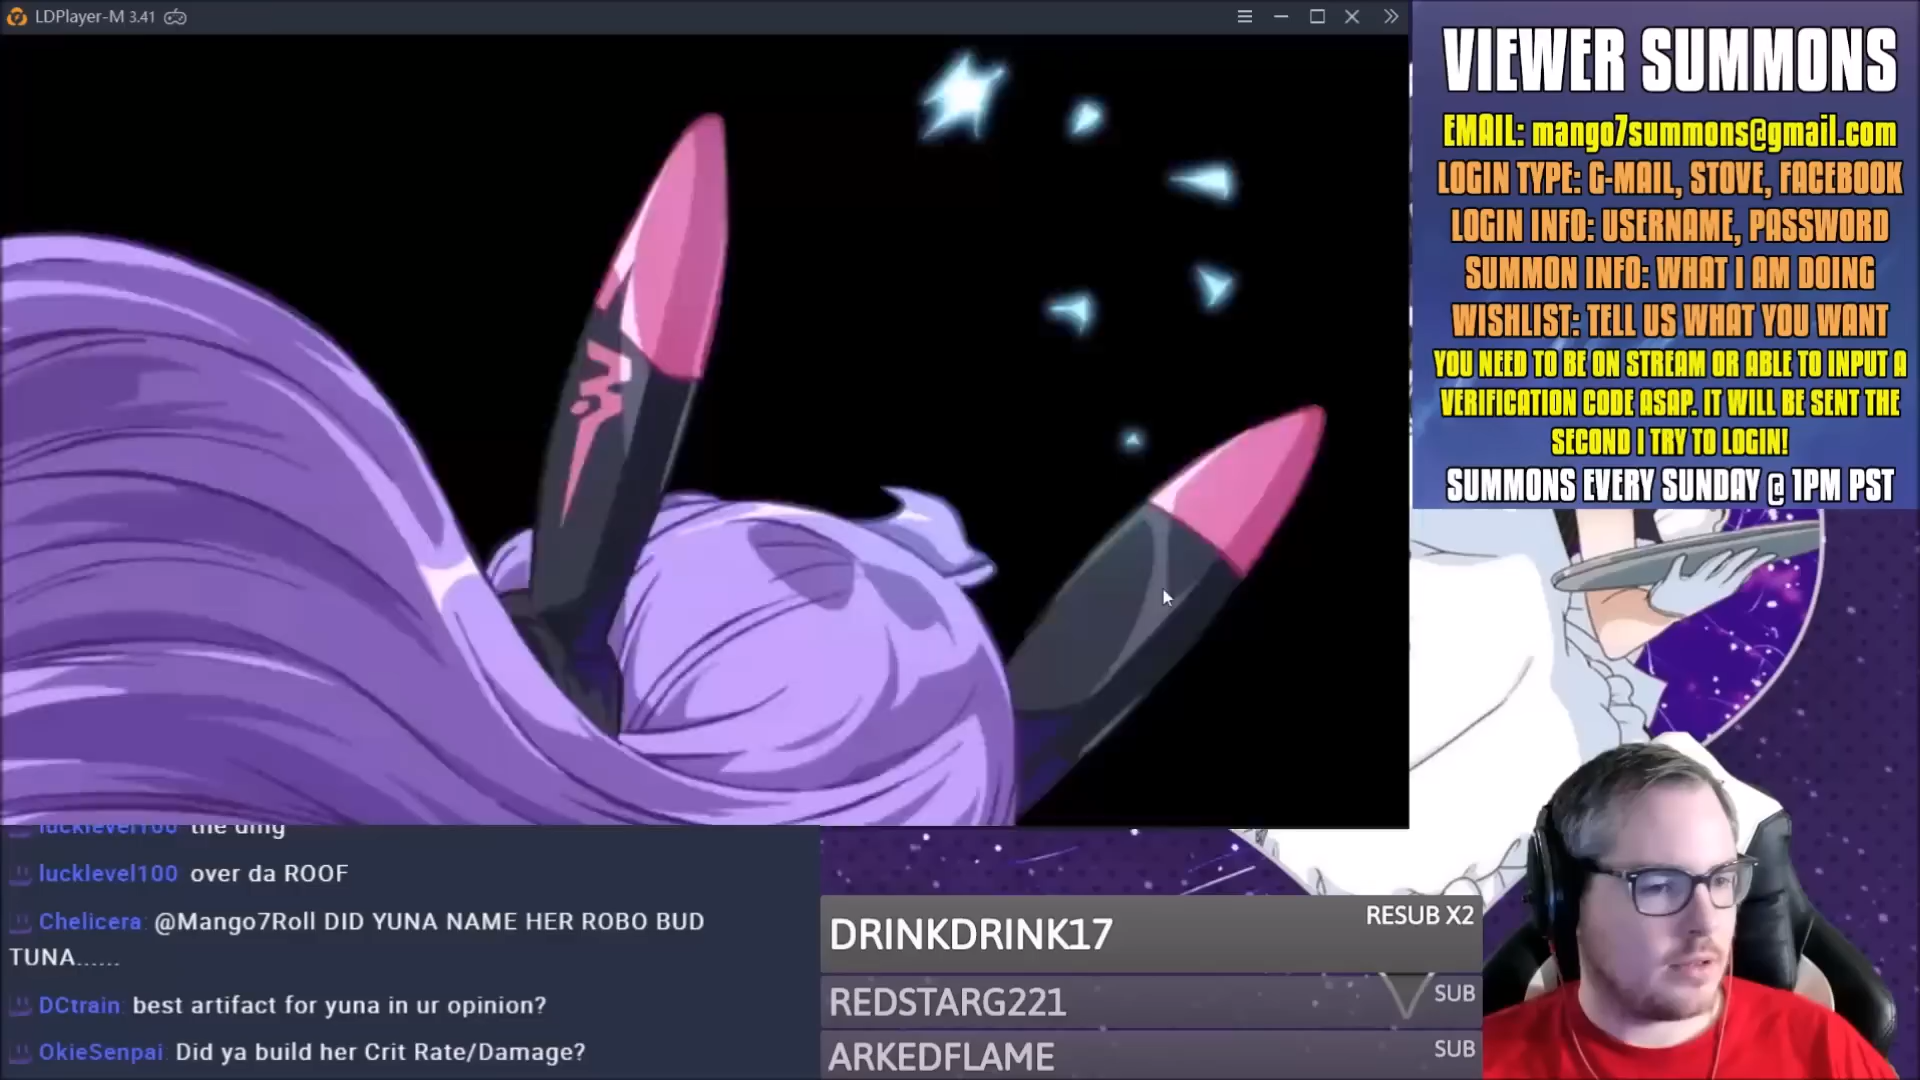 LDPlayer-M 3.41
VIEWER SUMMONS
EMAIL: mango7summons@gmail.com
LOGIN TYPE: G-MAIL, STOVE, FACEBOOK
LOGIN INFO: USERNAME, PASSWORD
SUMMON INFO: WHAT I AM DOING
WISHLIST: TELL US WHAT YOU WANT
YOU NEED TO BE ON STREAM OR ABLE TO INPUT A
VERIFICATION CODE ASAP. IT WILL BE SENT THE
SECOND I TRY TO LOGIN!
SUMMONS EVERY SUNDAY @ 1PM PST
lucklevel100 the dmg
lucklevel100 over da ROOF
Chelicera: @Mango7Roll DID YUNA NAME HER ROBO BUD
TUNA......
DCtrain: best artifact for yuna in ur opinion?
OkieSenpai: Did ya build her Crit Rate/Damage?
DRINKDRINK17 RESUB X2
REDSTARG221 SUB
ARKEDFLAME SUB